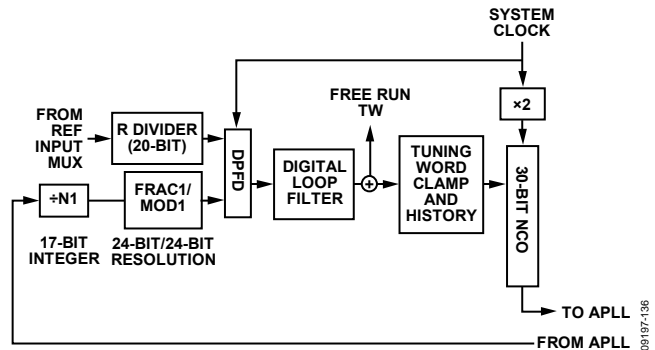 SYSTEM
CLOCK
FREE RUN
TW
×2
FROM
REF
INPUT
MUX
R DIVIDER
(20-BIT)
DPFD
DIGITAL
LOOP
FILTER
+
TUNING
WORD
CLAMP
AND
HISTORY
30-BIT NCO
÷N1
FRAC1/
MOD1
17-BIT
INTEGER
24-BIT/24-BIT
RESOLUTION
TO APLL
FROM APLL
09197-136